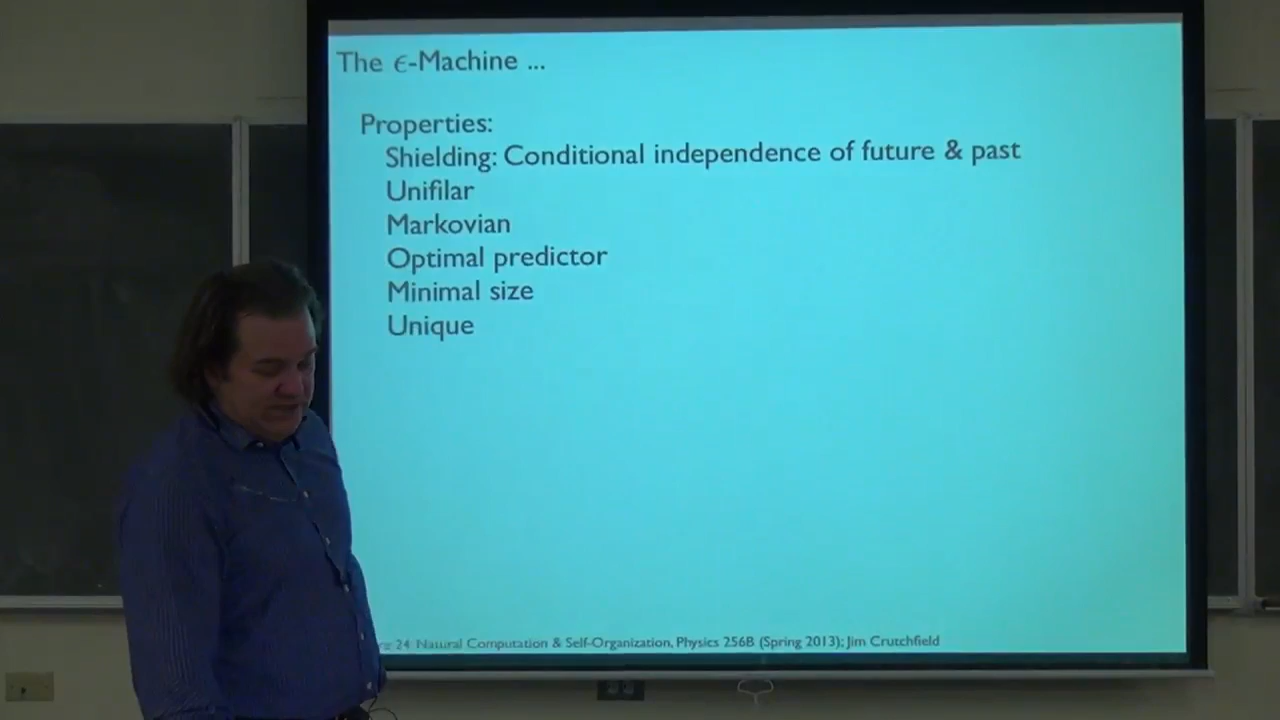 The ϵ-Machine ...
Properties:
Shielding: Conditional independence of future & past
Unifilar
Markovian
Optimal predictor
Minimal size
Unique
24 Natural Computation & Self-Organization, Physics 256B (Spring 2013); Jim Crutchfield